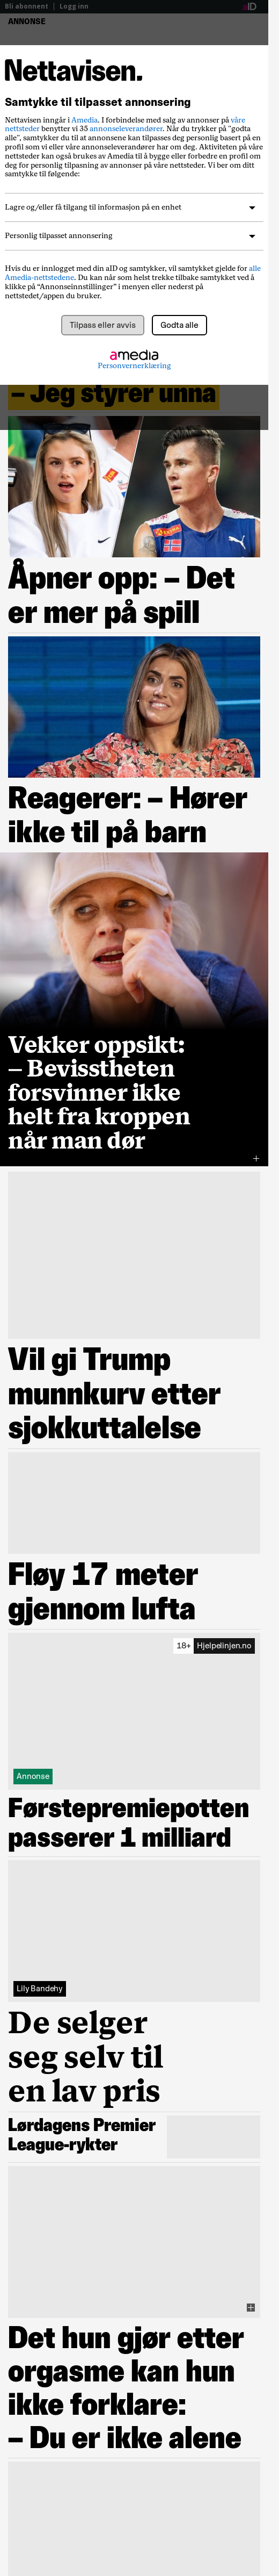 Bli abonnent | Logg inn
aID
ANNONSE
Nettavisen.
Samtykke til tilpasset annonsering
Nettavisen inngår i Amedia. I forbindelse med salg av annonser på våre
nettsteder benytter vi 35 annonseleverandører. Når du trykker på "godta
alle", samtykker du til at annonsene kan tilpasses deg personlig basert på en
profil som vi eller våre annonseleverandører har om deg. Aktiviteten på våre
nettsteder kan også brukes av Amedia til å bygge eller forbedre en profil om
deg for personlig tilpasning av annonser på våre nettsteder. Vi ber om ditt
samtykke til følgende:
Lagre og/eller få tilgang til informasjon på en enhet
Personlig tilpasset annonsering
Hvis du er innlogget med din aID og samtykker, vil samtykket gjelde for alle
Amedia-nettstedene. Du kan når som helst trekke tilbake samtykket ved å
klikke på “Annonseinnstillinger” i menyen eller nederst på
nettstedet/appen du bruker.
Tilpass eller avvis
Godta alle
amedia
Personvernerklæring
– Jeg styrer unna
Åpner opp: – Det
er mer på spill
Reagerer: – Hører
ikke til på barn
Vekker oppsikt:
– Bevisstheten
forsvinner ikke
helt fra kroppen
når man dør
Vil gi Trump
munnkurv etter
sjokkuttalelse
Fløy 17 meter
gjennom lufta
18+ Hjelpelinjen.no
Annonse
Førstepremiepotten
passerer 1 milliard
Lily Bandehy
De selger
seg selv til
en lav pris
Lørdagens Premier
League-rykter
Det hun gjør etter
orgasme kan hun
ikke forklare:
– Du er ikke alene